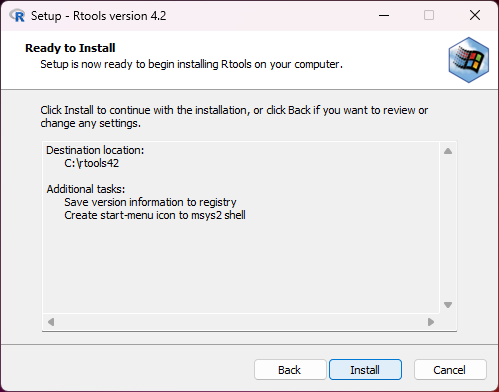 Setup - Rtools version 4.2
Ready to Install
Setup is now ready to begin installing Rtools on your computer.
Click Install to continue with the installation, or click Back if you want to review or
change any settings.
Destination location:
C:\rtools42
Additional tasks:
Save version information to registry
Create start-menu icon to msys2 shell
Back
Install
Cancel